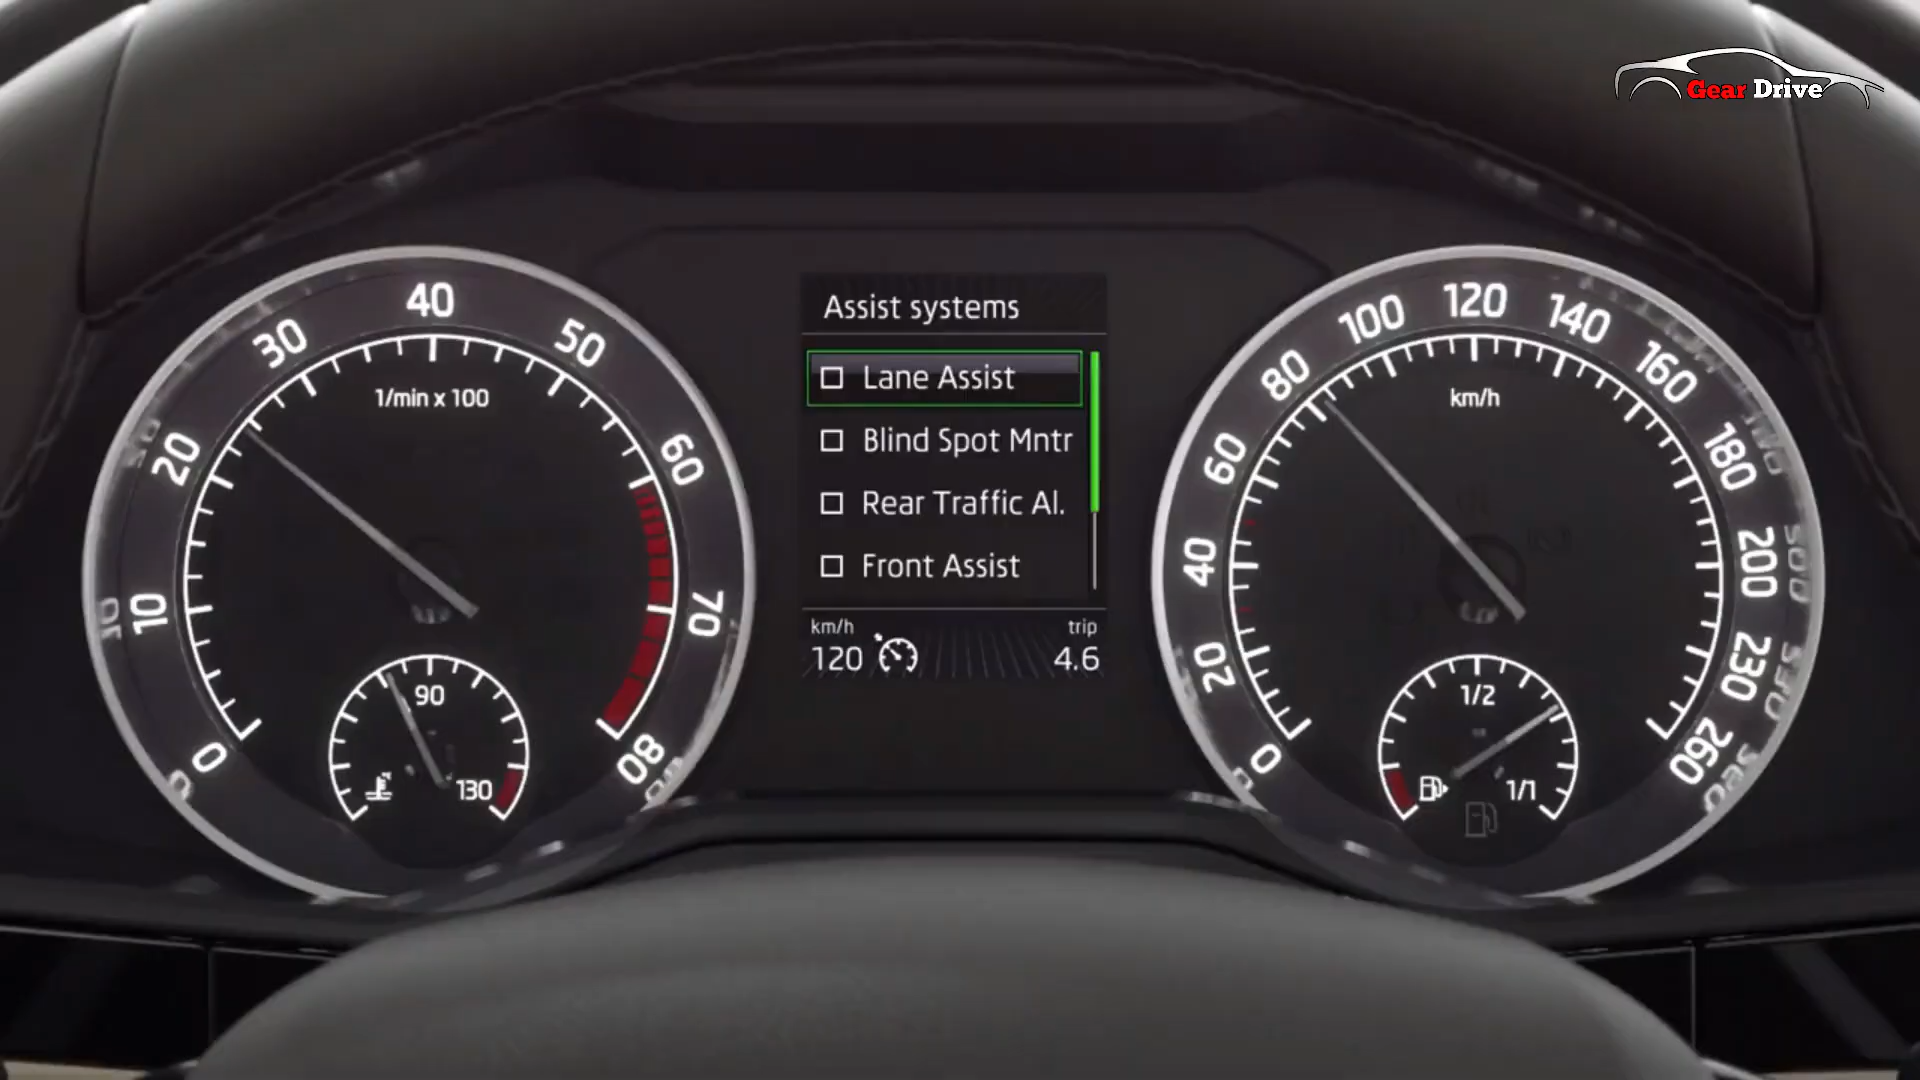 Gear Drive
0
10
20
30
40
50
60
70
80
1/min x 100
90
130
Assist systems
Lane Assist
Blind Spot Mntr
Rear Traffic Al.
Front Assist
km/h
trip
120
4.6
0
20
40
60
80
100
120
140
160
180
200
230
260
km/h
1/2
1/1